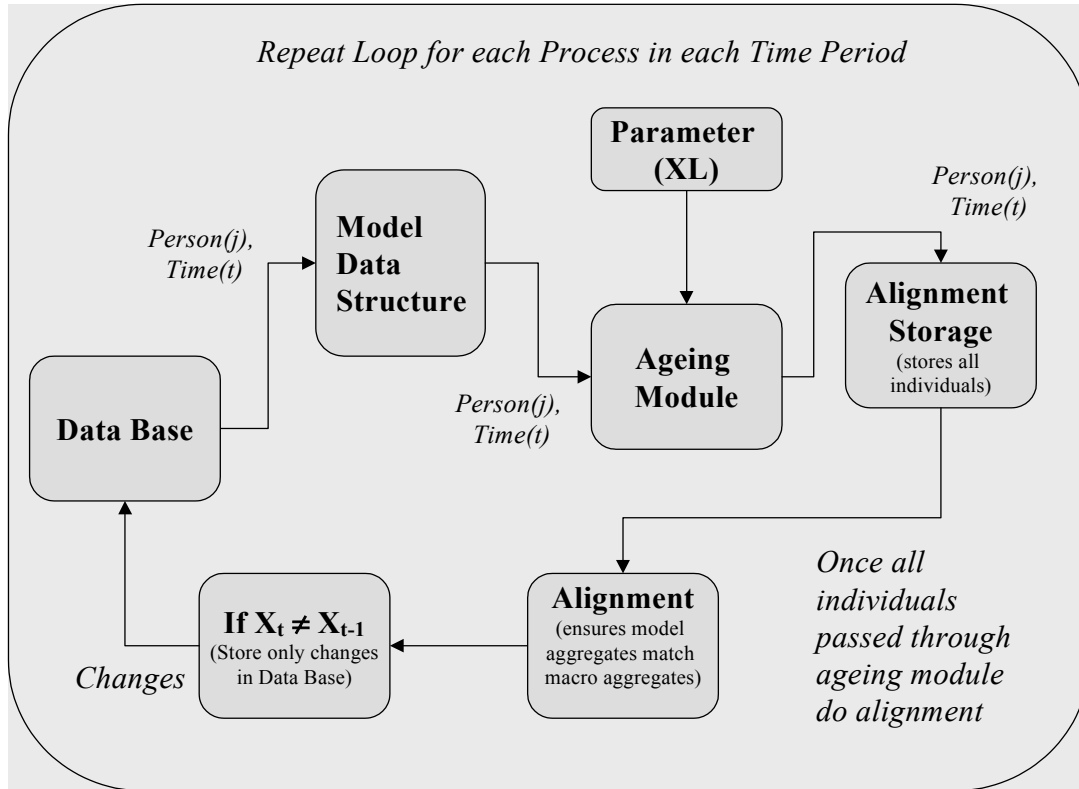 Repeat Loop for each Process in each Time Period
Parameter
(XL)
Person(j),
Time(t)
Model
Data
Structure
Person(j),
Time(t)
Alignment
Storage
(stores all
individuals)
Ageing
Module
Person(j),
Time(t)
Data Base
Once all
individuals
passed through
ageing module
do alignment
Alignment
(ensures model
aggregates match
macro aggregates)
If Xt ≠ Xt-1
(Store only changes
in Data Base)
Changes